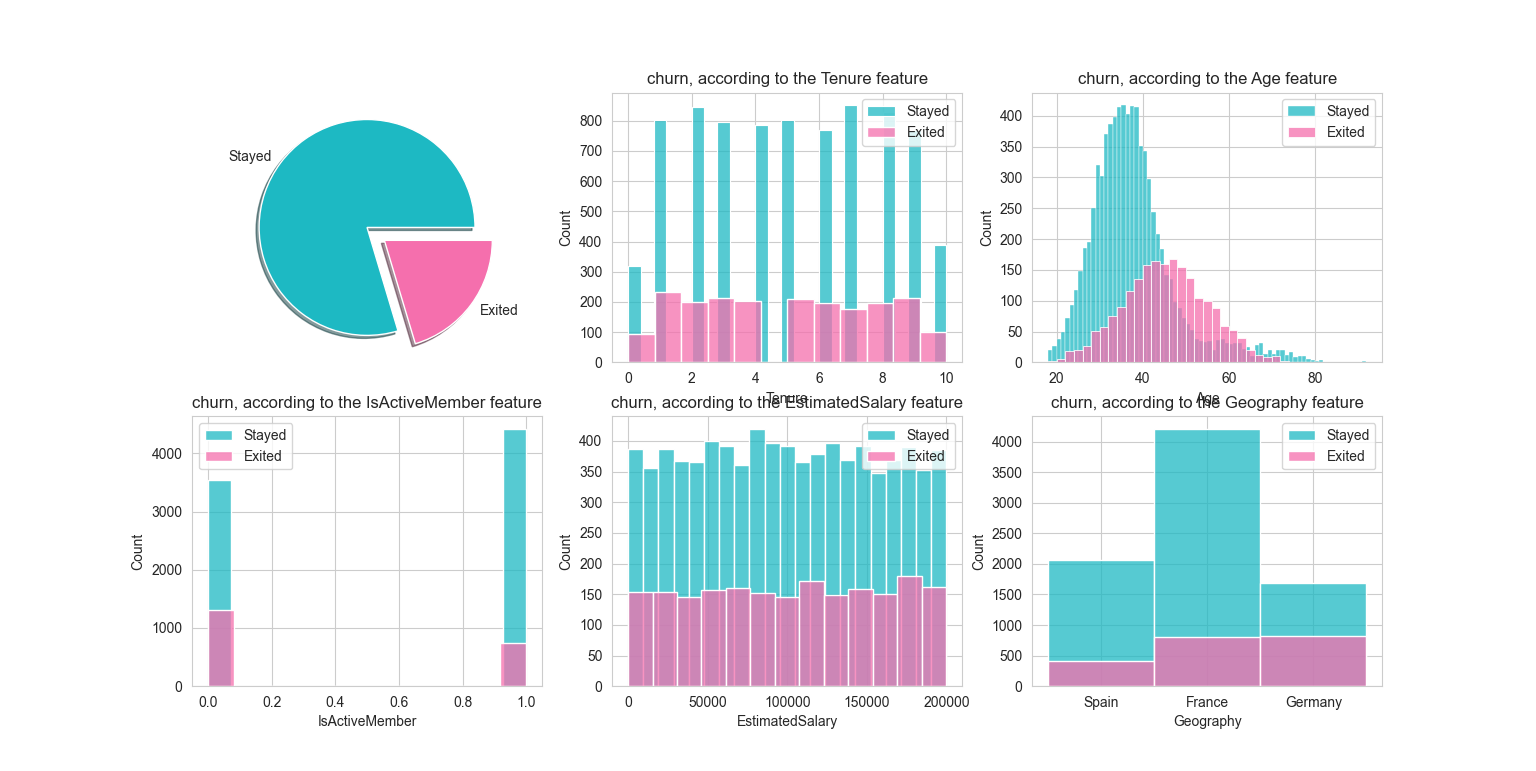 Stayed
Exited
churn, according to the Tenure feature
Stayed
Exited
Count
800
700
600
500
400
300
200
100
0
0 2 4 6 8 10
Tenure
churn, according to the Age feature
Stayed
Exited
Count
400
350
300
250
200
150
100
50
0
20 40 60 80
Age
churn, according to the IsActiveMember feature
Stayed
Exited
Count
4000
3000
2000
1000
0
0.0 0.2 0.4 0.6 0.8 1.0
IsActiveMember
churn, according to the EstimatedSalary feature
Stayed
Exited
Count
400
350
300
250
200
150
100
50
0
0 50000 100000 150000 200000
EstimatedSalary
churn, according to the Geography feature
Stayed
Exited
Count
4000
3500
3000
2500
2000
1500
1000
500
0
Spain France Germany
Geography